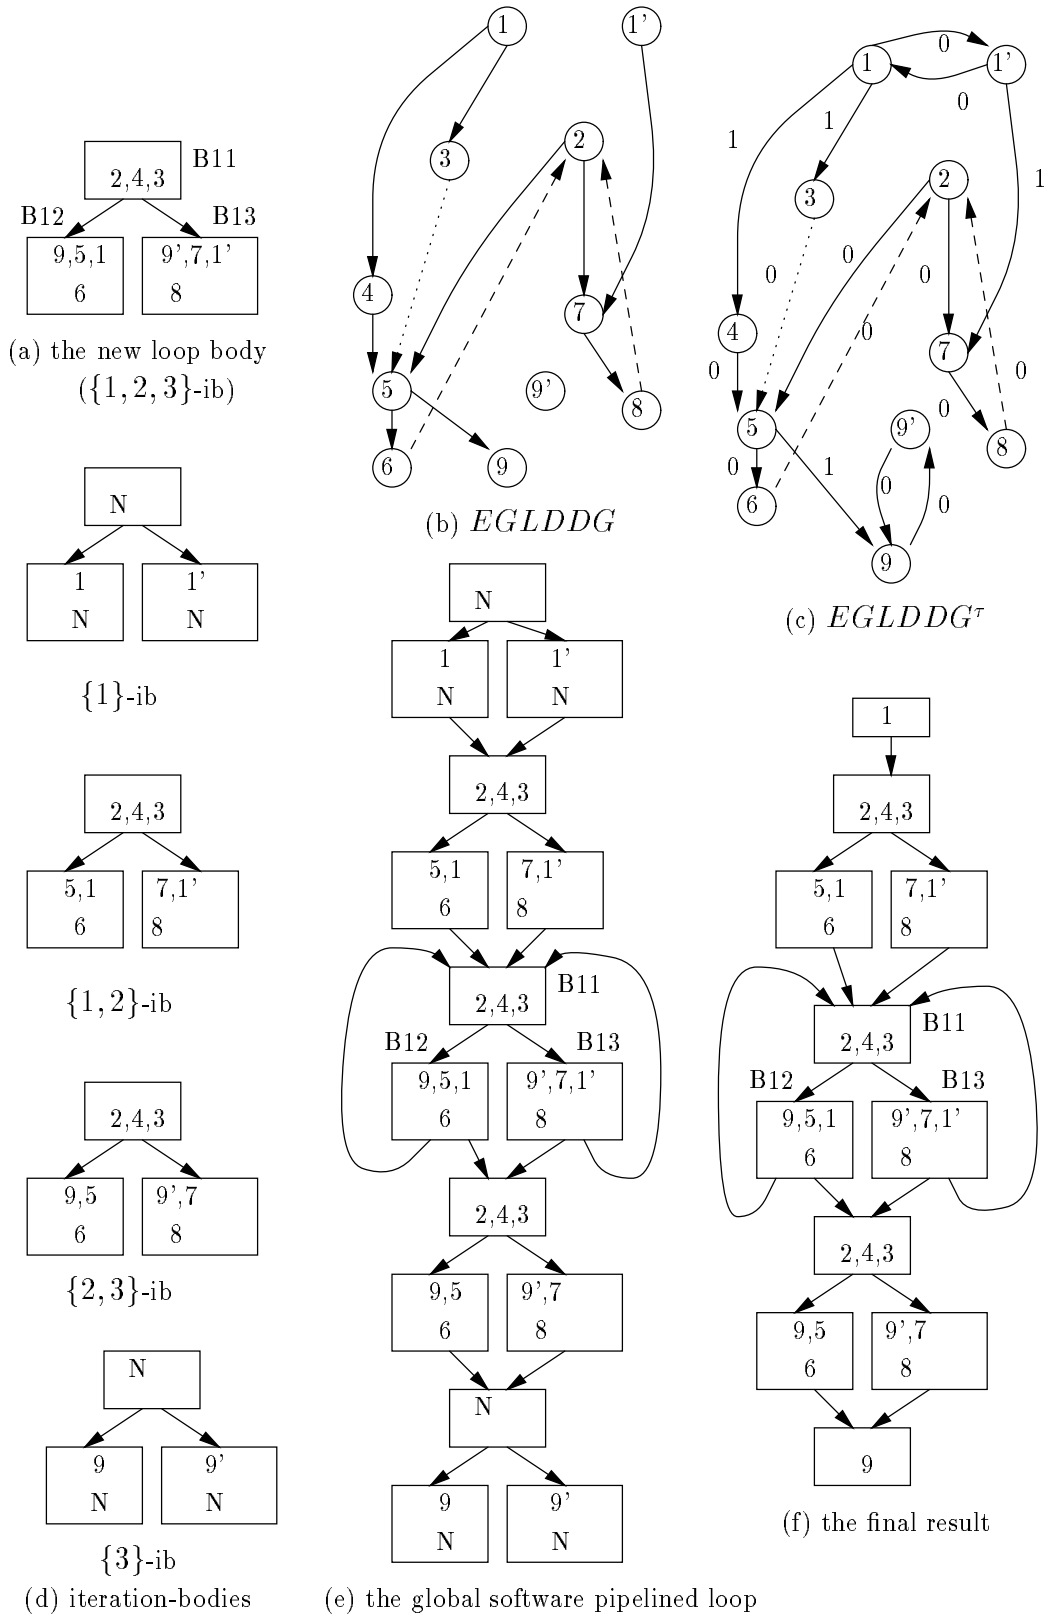 B11
2,4,3
B12
B13
9,5,1
6
9',7,1'
8
(a) the new loop body
({1, 2, 3}-ib)
1
1'
3
2
4
7
5
9'
8
6
9
(b) EGLDDG
1
0
1'
0
1
1
2
3
1
0
0
0
4
0
7
0
0
0
5
9'
8
0
1
6
0
0
9
(c) EGLDDG^τ
N
1
N
1'
N
{1}-ib
2,4,3
5,1
6
7,1'
8
{1, 2}-ib
2,4,3
9,5
6
9',7
8
{2, 3}-ib
N
9
N
9'
N
{3}-ib
(d) iteration-bodies
N
1
N
1'
N
2,4,3
5,1
6
7,1'
8
B11
2,4,3
B12
B13
9,5,1
6
9',7,1'
8
2,4,3
9,5
6
9',7
8
N
9
N
9'
N
(e) the global software pipelined loop
1
2,4,3
5,1
6
7,1'
8
B11
2,4,3
B12
B13
9,5,1
6
9',7,1'
8
2,4,3
9,5
6
9',7
8
9
(f) the final result